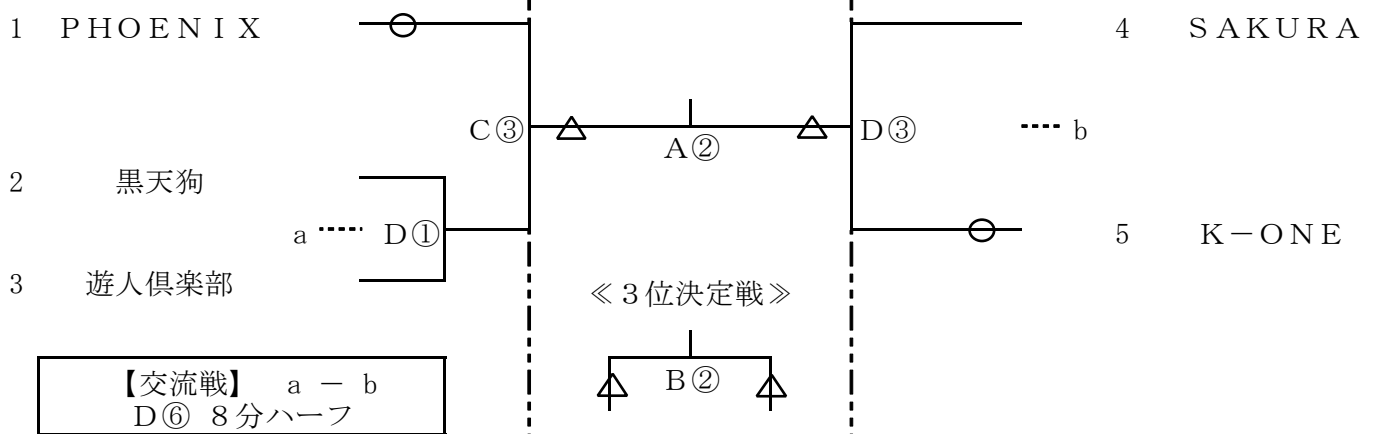 1 ＰＨＯＥＮＩＸ
4 ＳＡＫＵＲＡ
C③
A②
D③
b
2 黒天狗
a D①
5 Ｋ－ＯＮＥ
3 遊人倶楽部
≪３位決定戦≫
B②
【交流戦】 a － b
D⑥ ８分ハーフ